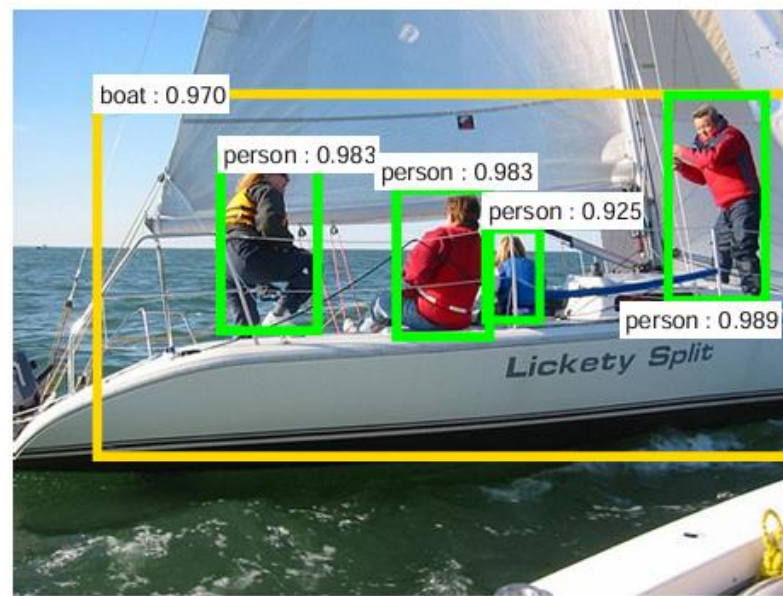 boat : 0.970
person : 0.983
person : 0.983
person : 0.925
person : 0.989
Lickety Split